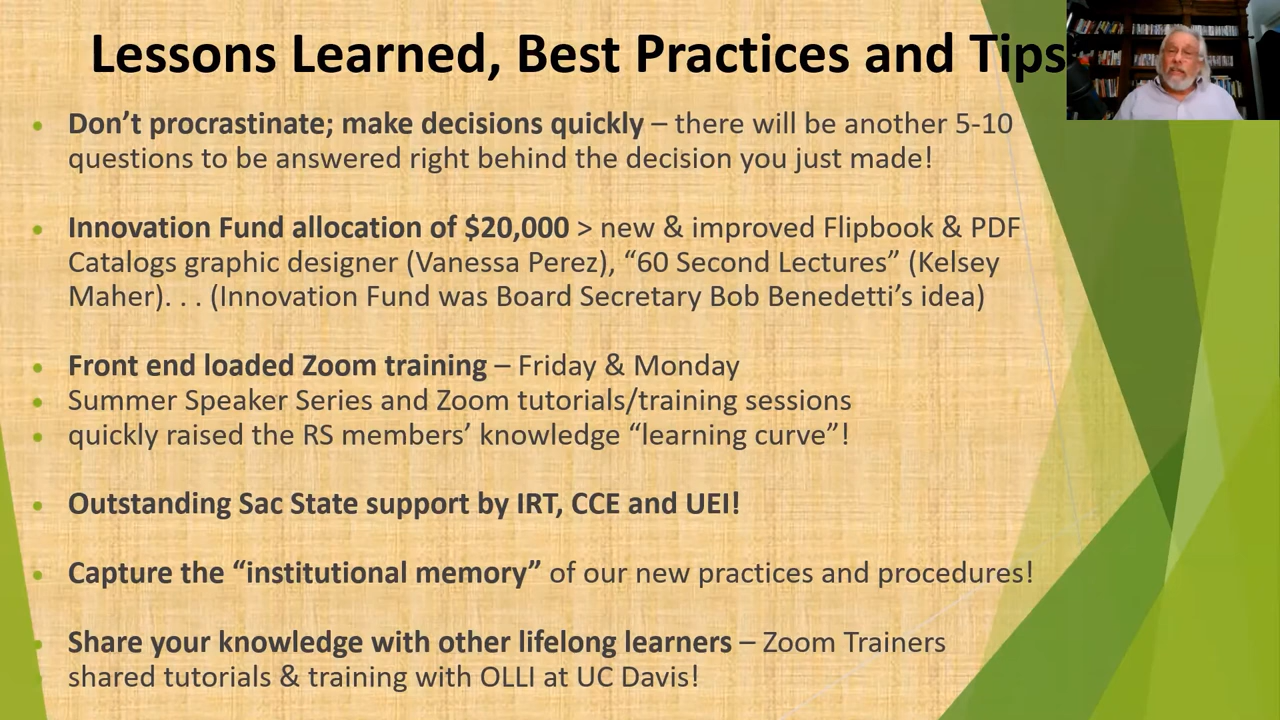 Lessons Learned, Best Practices and Tips
• Don’t procrastinate; make decisions quickly – there will be another 5-10
questions to be answered right behind the decision you just made!
• Innovation Fund allocation of $20,000 > new & improved Flipbook & PDF
Catalogs graphic designer (Vanessa Perez), “60 Second Lectures” (Kelsey
Maher). . . (Innovation Fund was Board Secretary Bob Benedetti’s idea)
• Front end loaded Zoom training – Friday & Monday
• Summer Speaker Series and Zoom tutorials/training sessions
• quickly raised the RS members’ knowledge “learning curve”!
• Outstanding Sac State support by IRT, CCE and UEI!
• Capture the “institutional memory” of our new practices and procedures!
• Share your knowledge with other lifelong learners – Zoom Trainers
shared tutorials & training with OLLI at UC Davis!